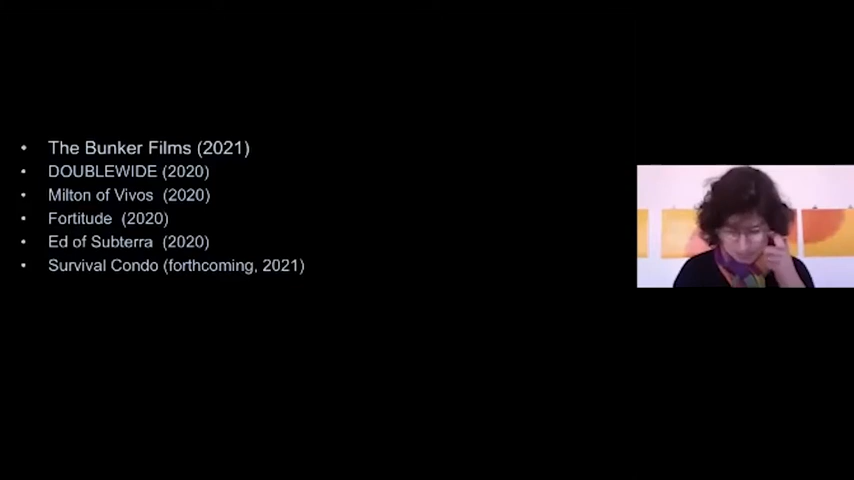 • The Bunker Films (2021)
• DOUBLEWIDE (2020)
• Milton of Vivos (2020)
• Fortitude (2020)
• Ed of Subterra (2020)
• Survival Condo (forthcoming, 2021)